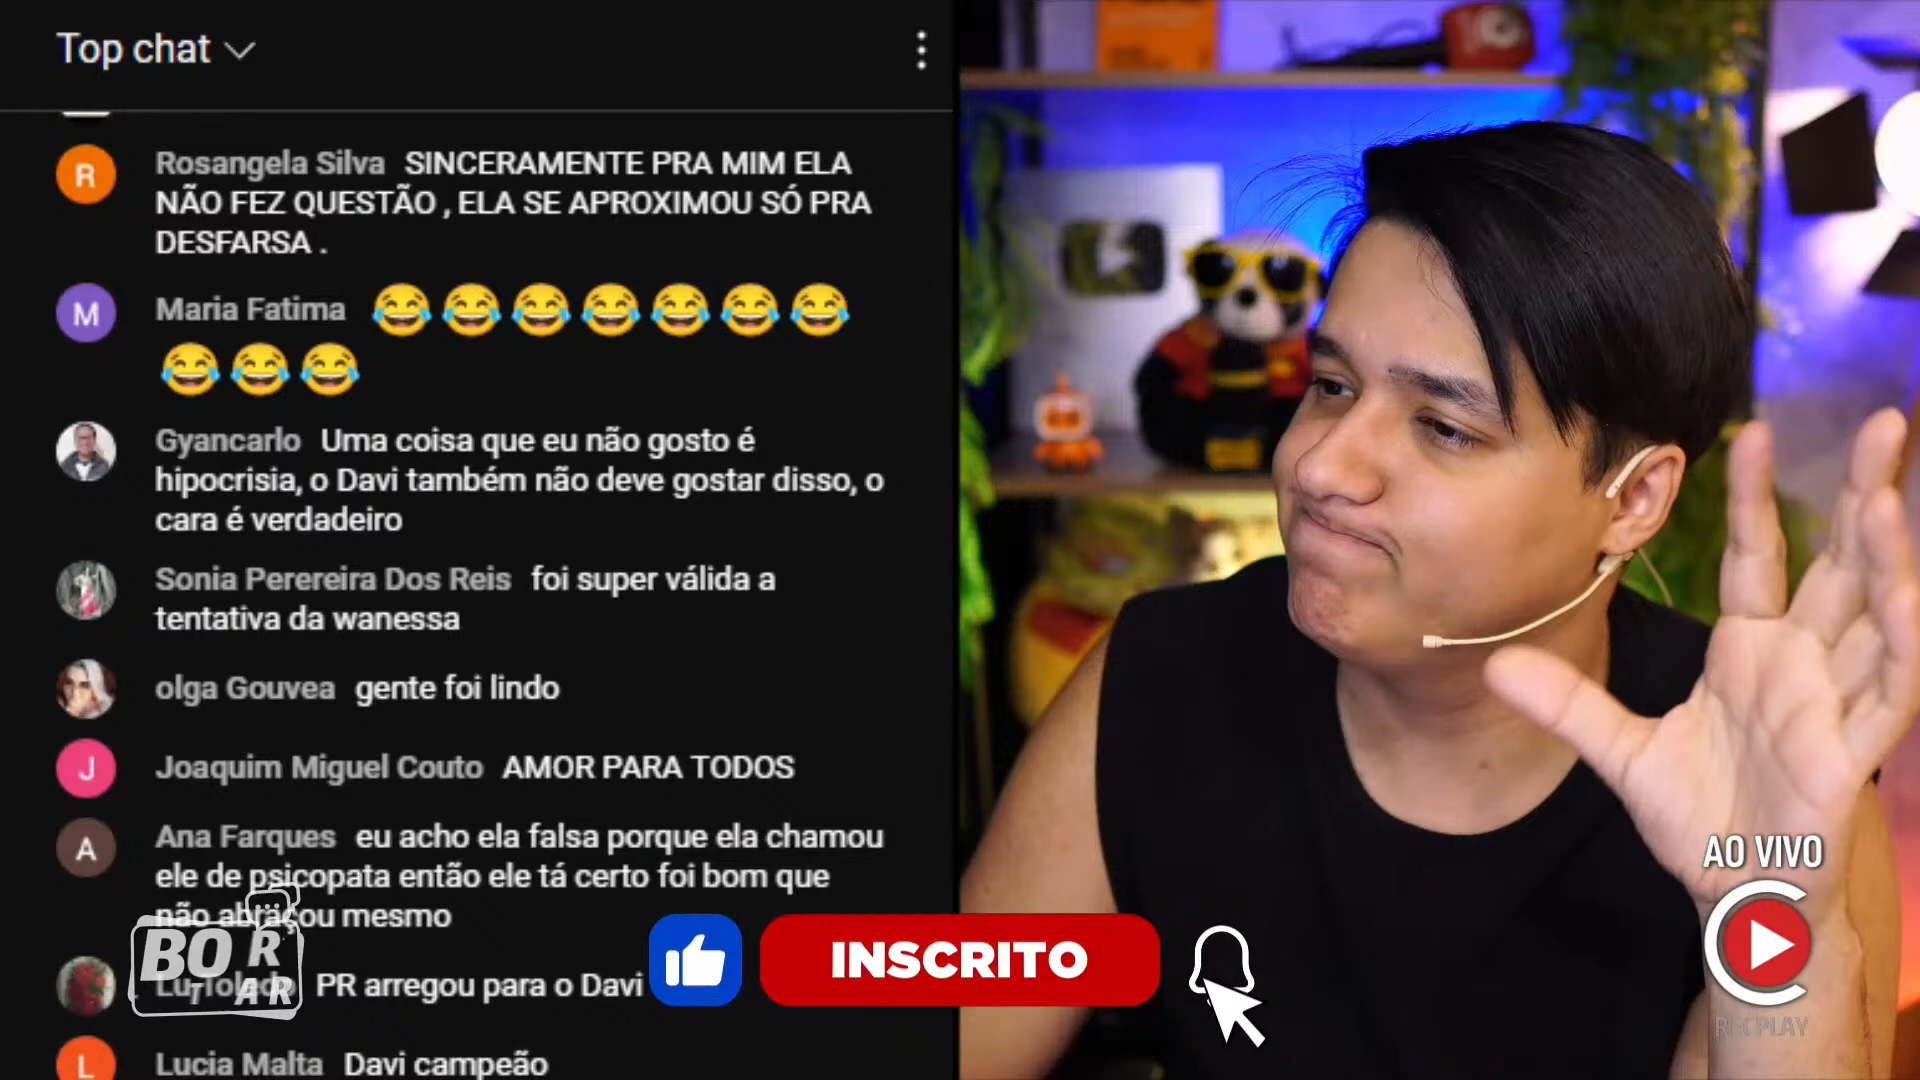 Top chat
R
Rosangela Silva SINCERAMENTE PRA MIM ELA
NÃO FEZ QUESTÃO , ELA SE APROXIMOU SÓ PRA
DESFARSA .
M
Maria Fatima 😂😂😂😂😂😂😂
😂😂😂
Gyancarlo Uma coisa que eu não gosto é
hipocrisia, o Davi também não deve gostar disso, o
cara é verdadeiro
Sonia Perereira Dos Reis foi super válida a
tentativa da wanessa
olga Gouvea gente foi lindo
J
Joaquim Miguel Couto AMOR PARA TODOS
A
Ana Farques eu acho ela falsa porque ela chamou
ele de psicopata então ele tá certo foi bom que
não abraçou mesmo
PR arregou para o Davi
L
Lucia Malta Davi campeão
BO R
T AR
INSCRITO
AO VIVO
RECPLAY